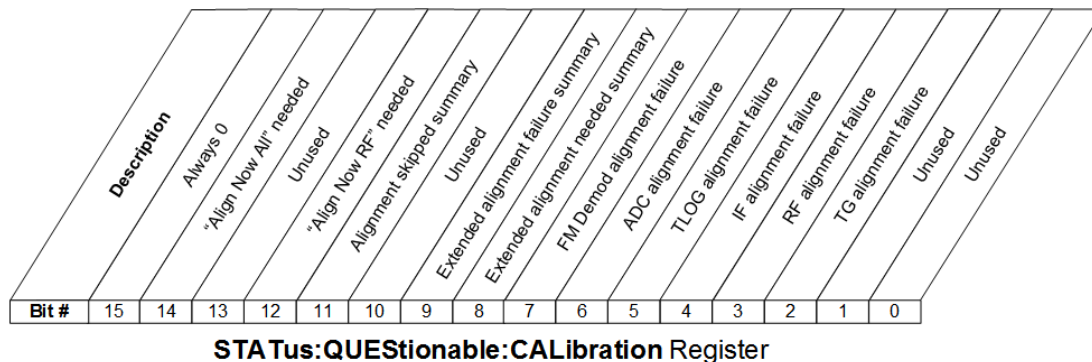 Description
Always 0
“Align Now All” needed
Unused
“Align Now RF” needed
Alignment skipped summary
Unused
Extended alignment failure summary
Extended alignment needed summary
FM Demod alignment failure
ADC alignment failure
TLOG alignment failure
IF alignment failure
RF alignment failure
TG alignment failure
Unused
Unused
Bit # 15 14 13 12 11 10 9 8 7 6 5 4 3 2 1 0
STATus:QUEStionable:CALibration Register